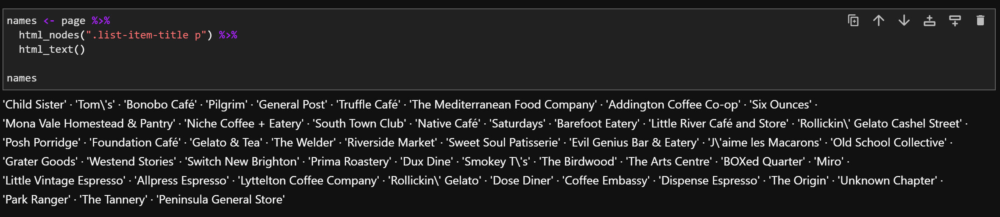 names <- page %>%
  html_nodes(".list-item-title p") %>%
  html_text()
names
'Child Sister' · 'Tom\'s' · 'Bonobo Café' · 'Pilgrim' · 'General Post' · 'Truffle Café' · 'The Mediterranean Food Company' · 'Addington Coffee Co-op' · 'Six Ounces' ·
'Mona Vale Homestead & Pantry' · 'Niche Coffee + Eatery' · 'South Town Club' · 'Native Café' · 'Saturdays' · 'Barefoot Eatery' · 'Little River Café and Store' · 'Rollickin\' Gelato Cashel Street' ·
'Posh Porridge' · 'Foundation Café' · 'Gelato & Tea' · 'The Welder' · 'Riverside Market' · 'Sweet Soul Patisserie' · 'Evil Genius Bar & Eatery' · 'J\'aime les Macarons' · 'Old School Collective' ·
'Grater Goods' · 'Westend Stories' · 'Switch New Brighton' · 'Prima Roastery' · 'Dux Dine' · 'Smokey T\'s' · 'The Birdwood' · 'The Arts Centre' · 'BOXed Quarter' · 'Miro' ·
'Little Vintage Espresso' · 'Allpress Espresso' · 'Lyttelton Coffee Company' · 'Rollickin\' Gelato' · 'Dose Diner' · 'Coffee Embassy' · 'Dispense Espresso' · 'The Origin' · 'Unknown Chapter' ·
'Park Ranger' · 'The Tannery' · 'Peninsula General Store'